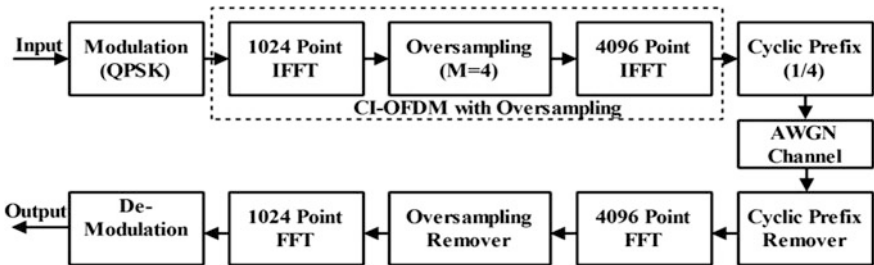 Input
Modulation
(QPSK)
1024 Point
IFFT
Oversampling
(M=4)
4096 Point
IFFT
Cyclic Prefix
(1/4)
CI-OFDM with Oversampling
AWGN
Channel
Output
De-
Modulation
1024 Point
FFT
Oversampling
Remover
4096 Point
FFT
Cyclic Prefix
Remover